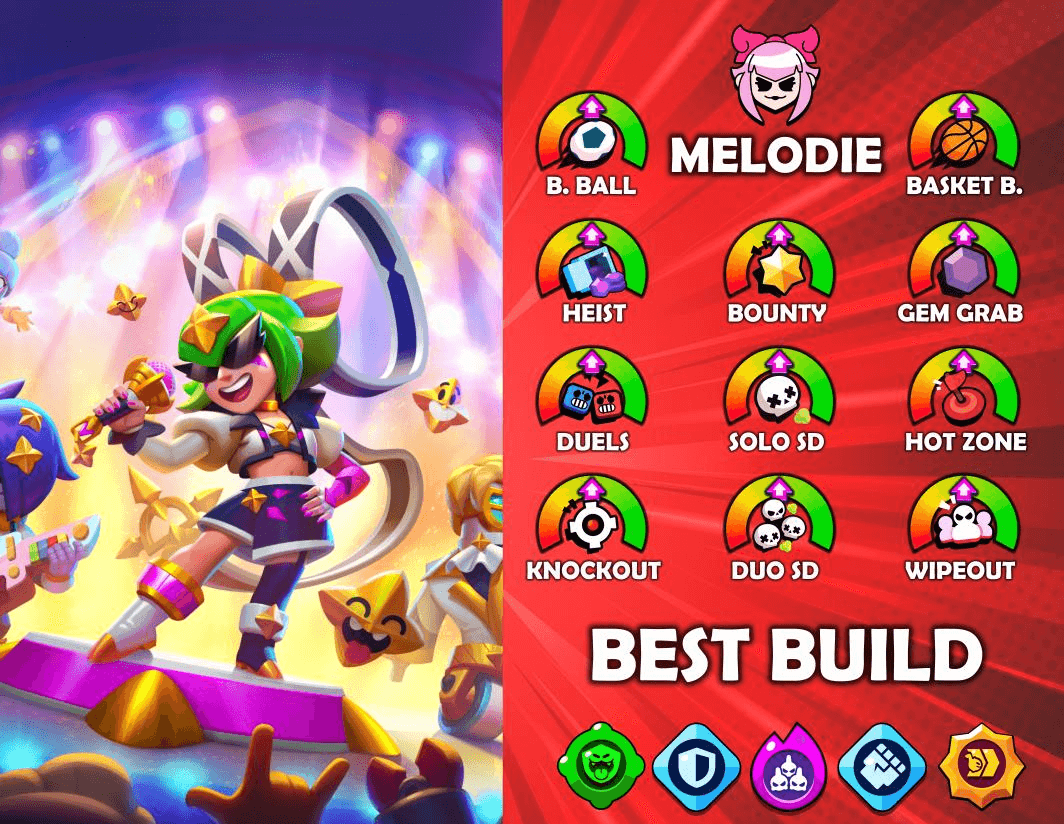 MELODIE
B. BALL
BASKET B.
HEIST
BOUNTY
GEM GRAB
DUELS
SOLO SD
HOT ZONE
KNOCKOUT
DUO SD
WIPEOUT
BEST BUILD